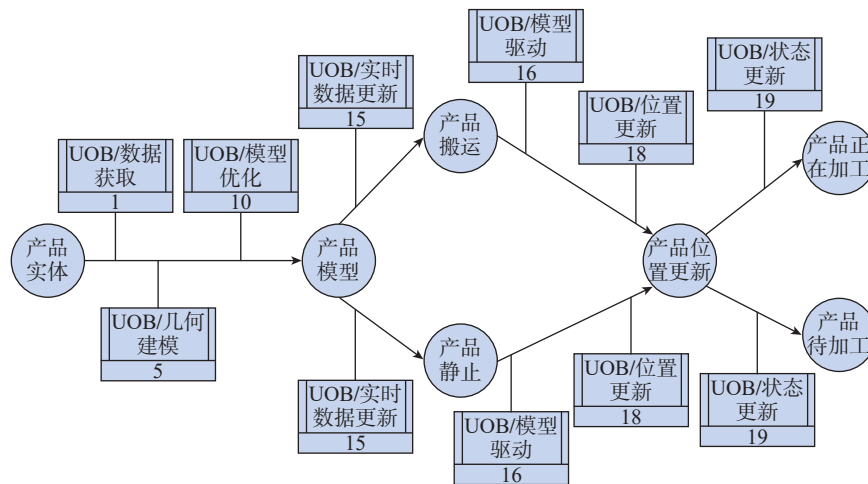 UOB/模型
驱动
16
UOB/实时
数据更新
15
UOB/状态
更新
19
UOB/位置
更新
18
产品
搬运
产品正
在加工
UOB/数据
获取
1
UOB/模型
优化
10
产品
实体
产品
模型
产品位
置更新
UOB/几何
建模
5
产品
静止
产品
待加工
UOB/实时
数据更新
15
UOB/位置
更新
18
UOB/状态
更新
19
UOB/模型
驱动
16